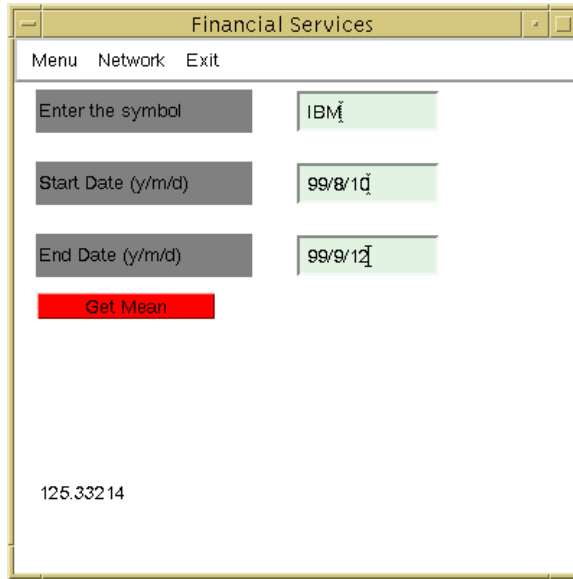 Financial Services
Menu Network Exit
Enter the symbol IBM
Start Date (y/m/d) 99/8/10
End Date (y/m/d) 99/9/12
Get Mean
125.33214